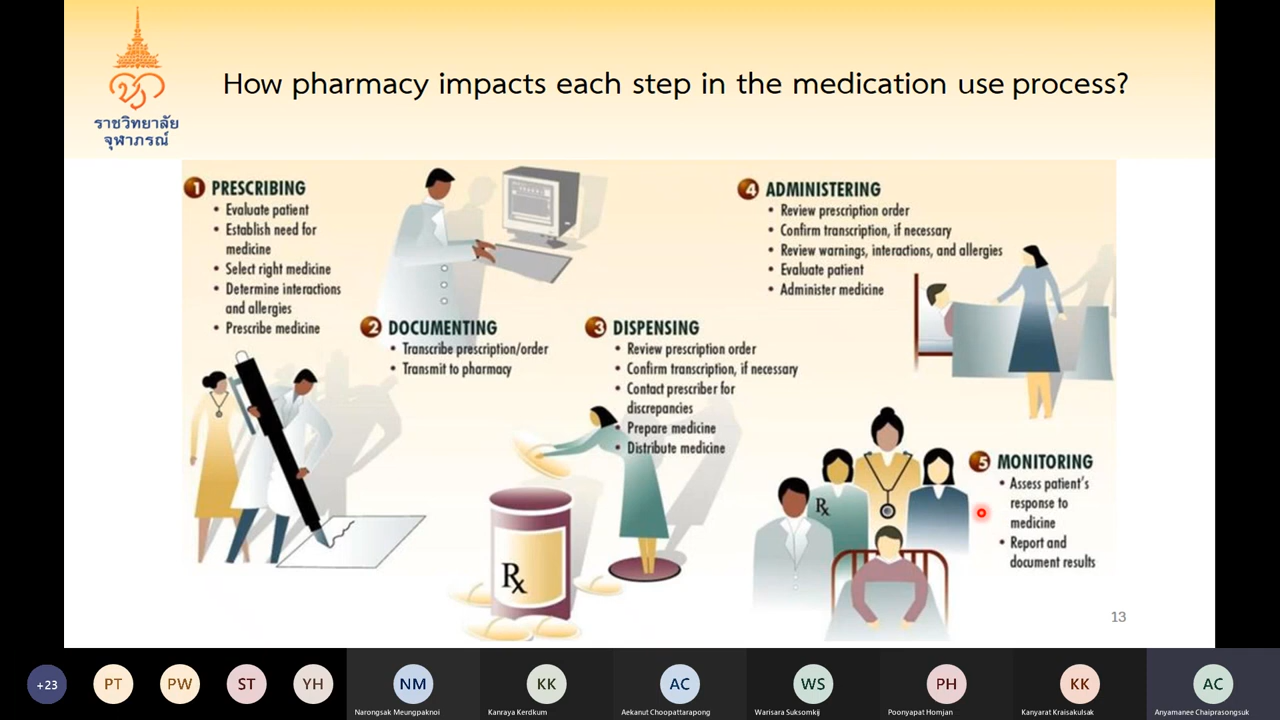 ราชวิทยาลัย
จุฬาภรณ์
How pharmacy impacts each step in the medication use process?
1 PRESCRIBING
• Evaluate patient
• Establish need for
medicine
• Select right medicine
• Determine interactions
and allergies
• Prescribe medicine
2 DOCUMENTING
• Transcribe prescription/order
• Transmit to pharmacy
3 DISPENSING
• Review prescription order
• Confirm transcription, if necessary
• Contact prescriber for
discrepancies
• Prepare medicine
• Distribute medicine
Rx
4 ADMINISTERING
• Review prescription order
• Confirm transcription, if necessary
• Review warnings, interactions, and allergies
• Evaluate patient
• Administer medicine
Rx
5 MONITORING
• Assess patient's
response to
medicine
• Report and
document results
13
+23
PT
PW
ST
YH
NM
Narongsak Meungpaknoi
KK
Kanraya Kerdkum
AC
Aekanut Choopattarapong
WS
Warisara Suksomkij
PH
Poonyapat Homjan
KK
Kanyarat Kraisakulsak
AC
Anyamanee Chaiprasongsuk